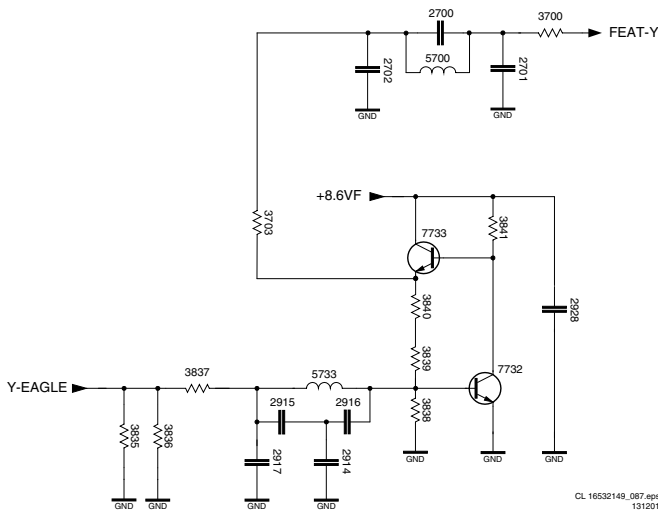 2700
3700
FEAT-Y
5700
2702
2701
GND
GND
+8.6VF
3703
7733
3841
3840
2928
3839
7732
Y-EAGLE
3837
5733
2915
2916
3838
3835
3836
2917
2914
GND
GND
GND
GND
GND
GND
GND
CL 16532149_087.eps
131201